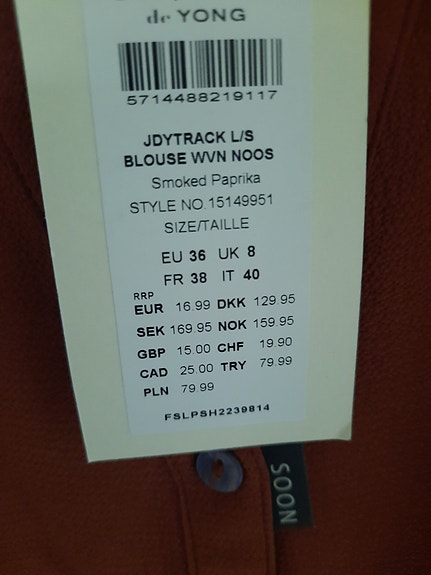 de YONG
5714488219117
JDYTRACK L/S
BLOUSE WVN NOOS
Smoked Paprika
STYLE NO.15149951
SIZE/TAILLE
EU 36 UK 8
FR 38 IT 40
RRP
EUR 16.99 DKK 129.95
SEK 169.95 NOK 159.95
GBP 15.00 CHF 19.90
CAD 25.00 TRY 79.99
PLN 79.99
FSLPSH2239814
SOON